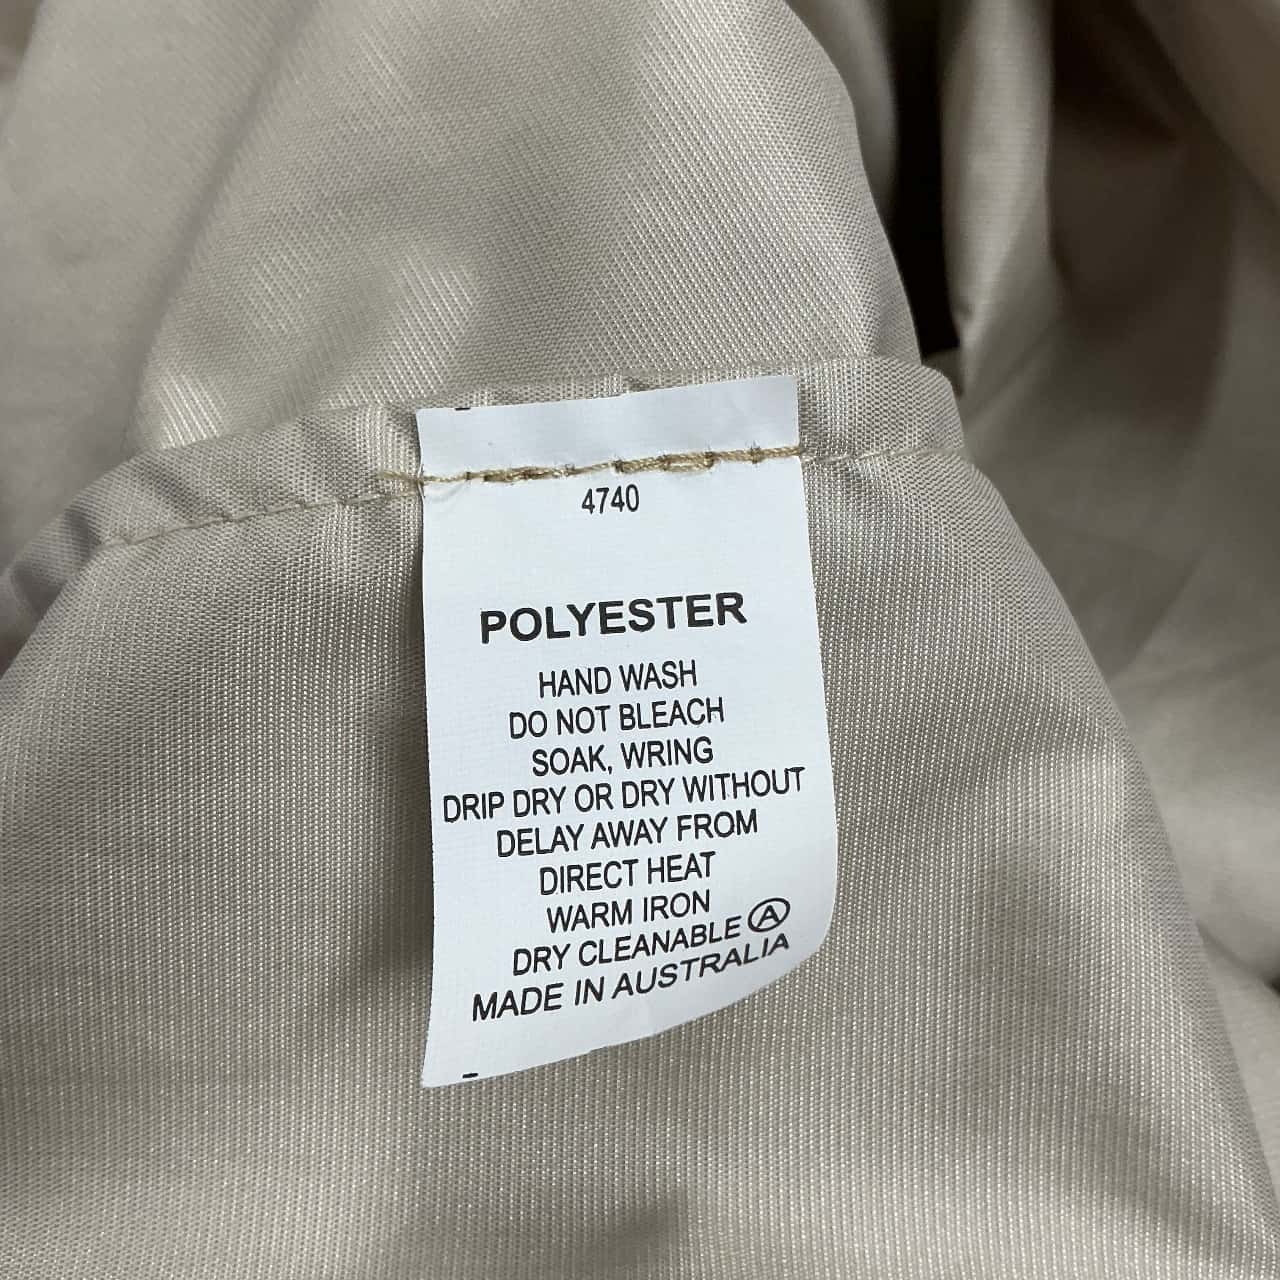 4740
POLYESTER
HAND WASH
DO NOT BLEACH
SOAK, WRING
DRIP DRY OR DRY WITHOUT
DELAY AWAY FROM
DIRECT HEAT
WARM IRON
DRY CLEANABLE Ⓐ
MADE IN AUSTRALIA